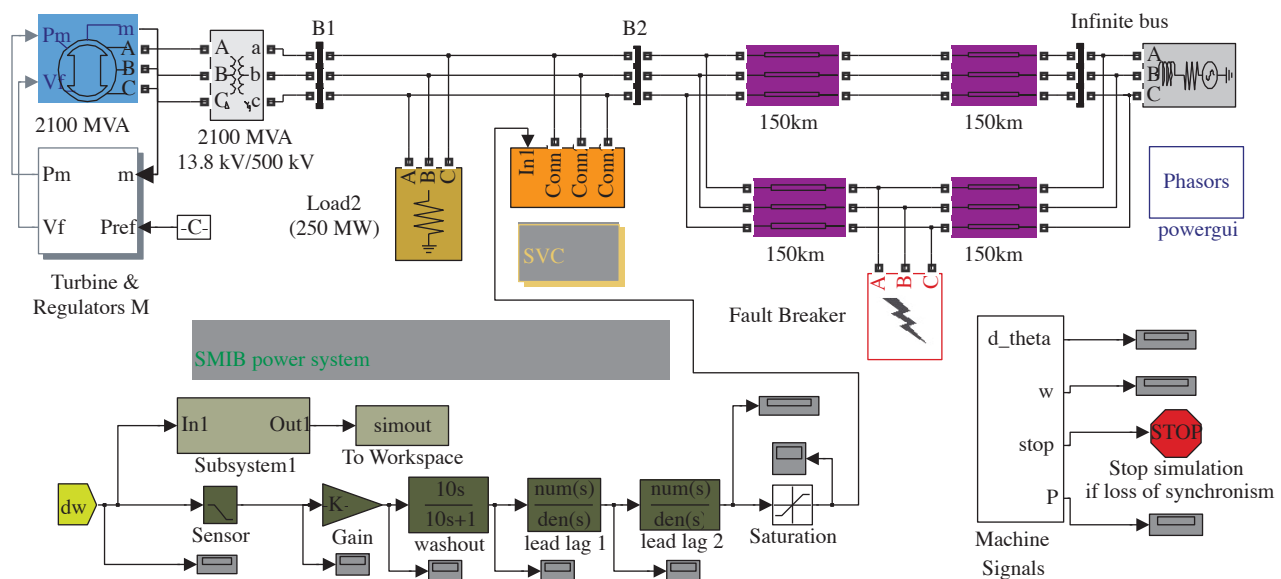 Pm
m
A
B
C
Vf
2100 MVA
A
B
C
a
b
c
2100 MVA
13.8 kV/500 kV
B1
B2
Infinite bus
A
B
C
150km
150km
150km
150km
Pm
m
Vf
Pref
-C-
Turbine &
Regulators M
A
B
C
Load2
(250 MW)
In1
Conn
Conn
Conn
SVC
Phasors
powergui
A
B
C
Fault Breaker
SMIB power system
d_theta
w
stop
P
STOP
Stop simulation
if loss of synchronism
Machine
Signals
In1
Out1
Subsystem1
simout
To Workspace
dw
Sensor
-K-
Gain
10s
10s+1
washout
num(s)
den(s)
lead lag 1
num(s)
den(s)
lead lag 2
Saturation